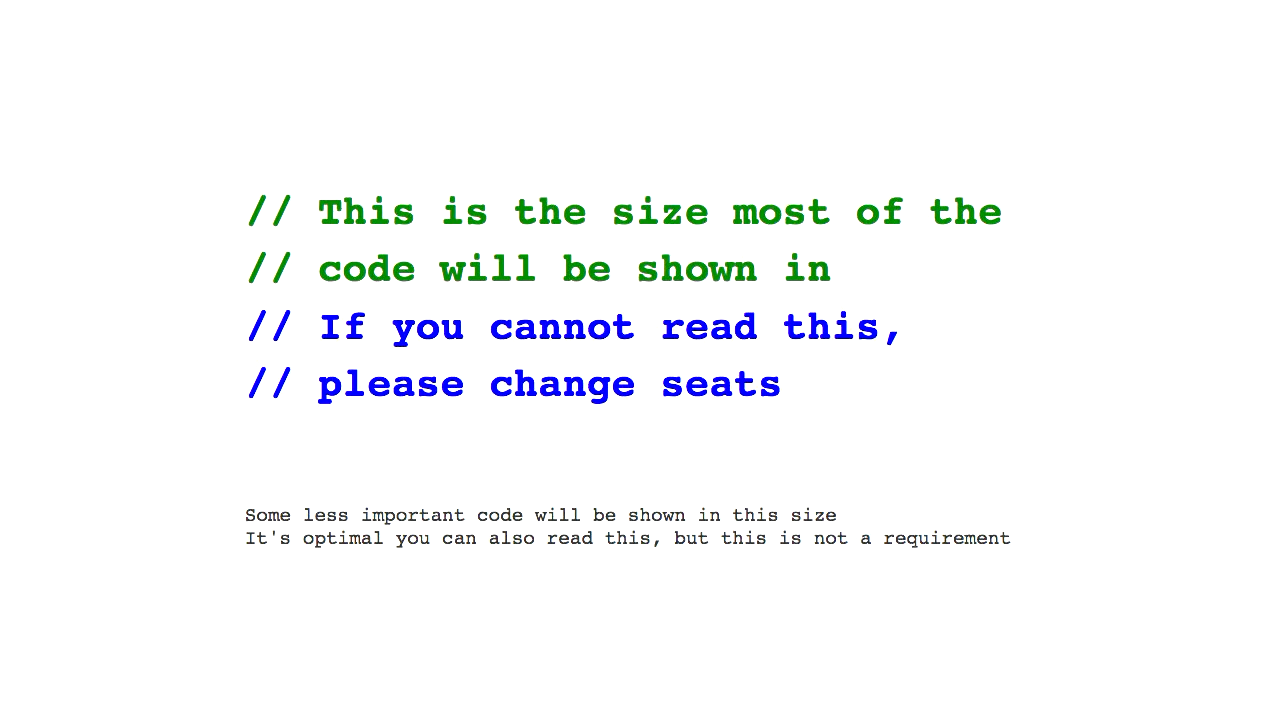 // This is the size most of the
// code will be shown in
// If you cannot read this,
// please change seats
Some less important code will be shown in this size
It's optimal you can also read this, but this is not a requirement